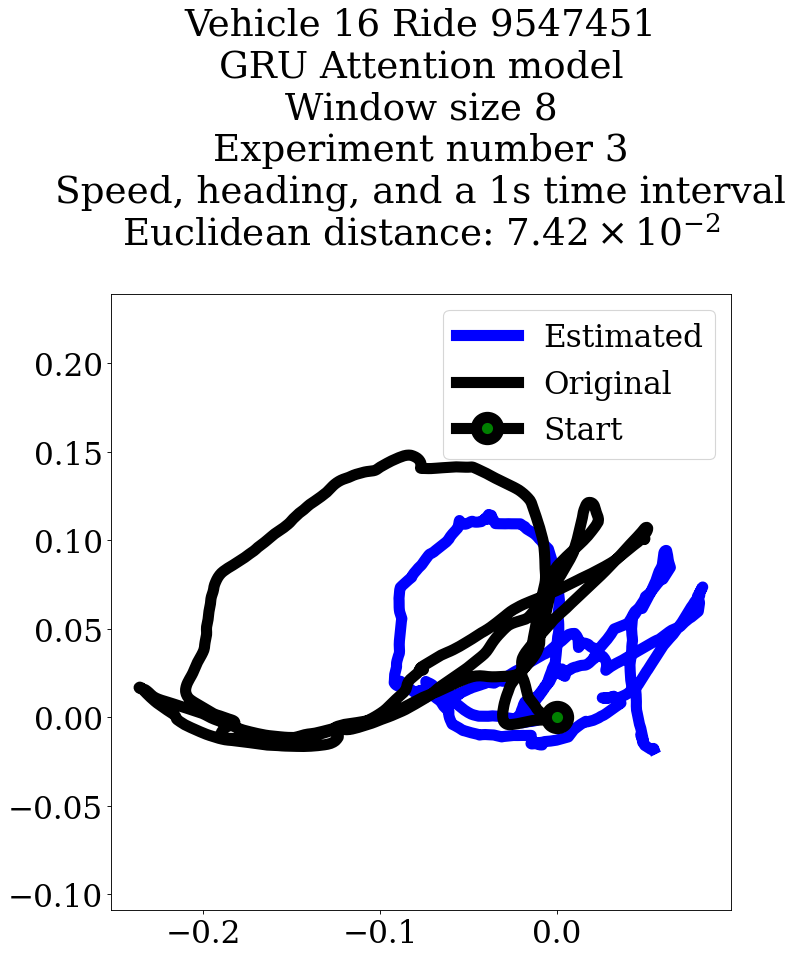 Vehicle 16 Ride 9547451
GRU Attention model
Window size 8
Experiment number 3
Speed, heading, and a 1s time interval
Euclidean distance: 7.42 × 10⁻²
Estimated
Original
Start
0.20
0.15
0.10
0.05
0.00
−0.05
−0.10
−0.2 −0.1 0.0